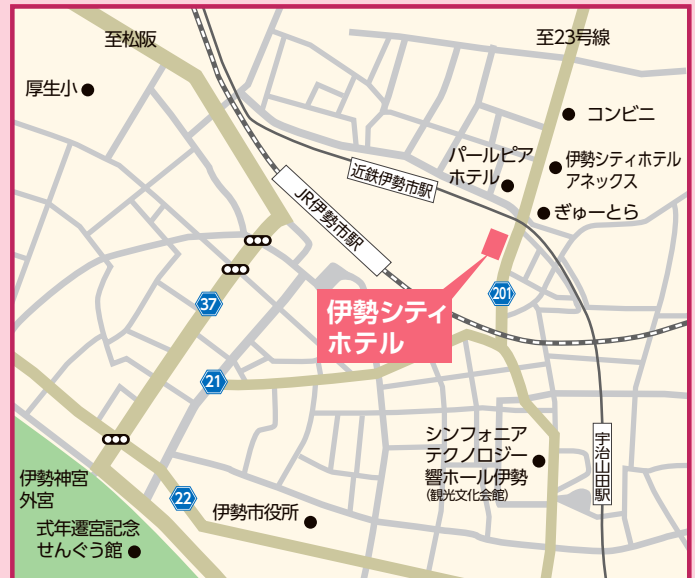 至松阪
至23号線
厚生小
コンビニ
パールピア
ホテル
伊勢シティホテル
アネックス
近鉄伊勢市駅
ぎゅーとら
JR伊勢市駅
37
201
伊勢シティ
ホテル
21
シンフォニア
テクノロジー
響ホール伊勢
(観光文化会館)
宇治山田駅
伊勢神宮
外宮
22
伊勢市役所
式年遷宮記念
せんぐう館